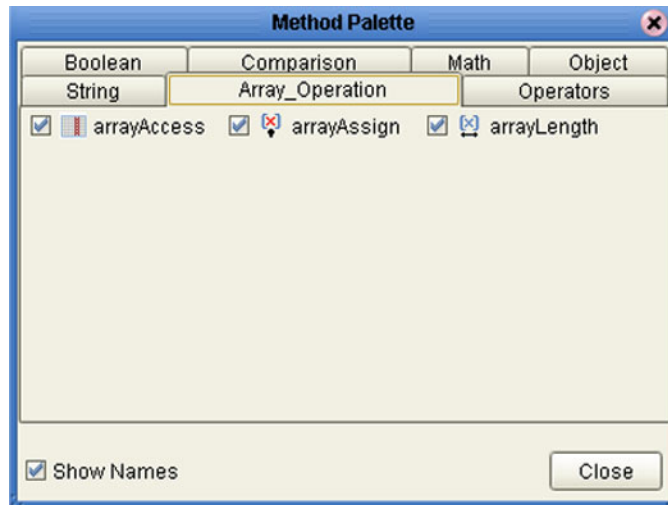 Method Palette
Boolean Comparison Math Object
String Array_Operation Operators
arrayAccess arrayAssign arrayLength
Show Names Close